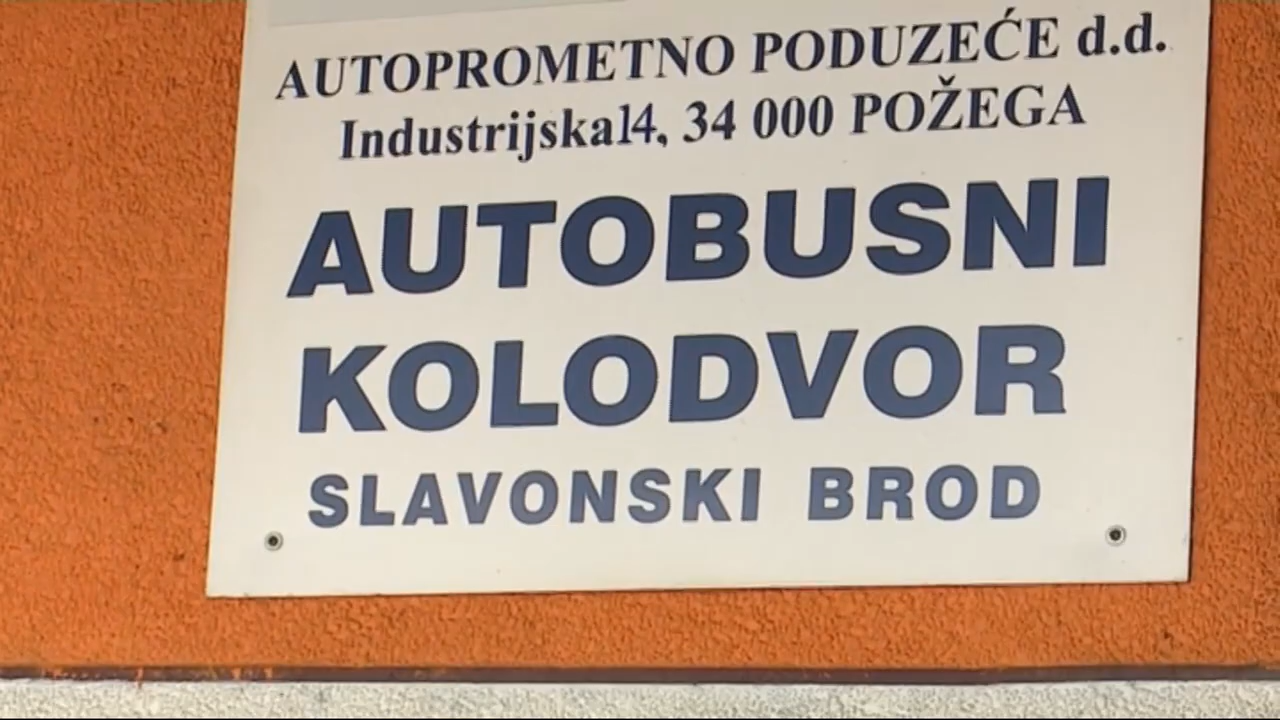 AUTOPROMETNO PODUZEĆE d.d.
Industrijska14, 34 000 POŽEGA
AUTOBUSNI
KOLODVOR
SLAVONSKI BROD